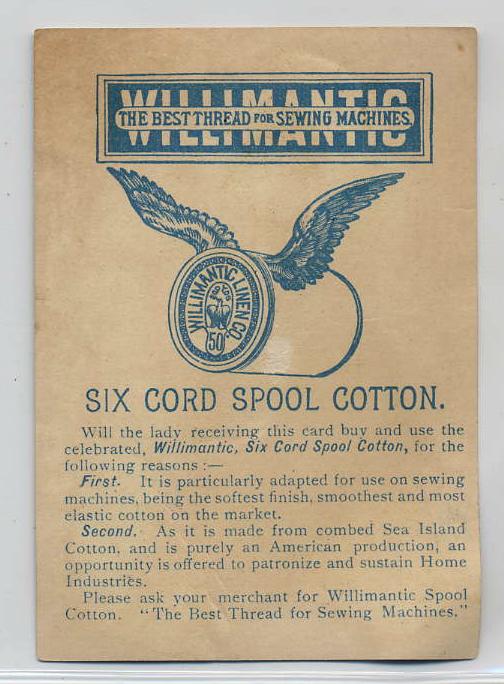 WILLIMANTIC
THE BEST THREAD FOR SEWING MACHINES.
WILLIMANTIC LINEN CO.
50
SIX CORD SPOOL COTTON.
Will the lady receiving this card buy and use the
celebrated, Willimantic, Six Cord Spool Cotton, for the
following reasons :—
First. It is particularly adapted for use on sewing
machines, being the softest finish, smoothest and most
elastic cotton on the market.
Second. As it is made from combed Sea Island
Cotton, and is purely an American production, an
opportunity is offered to patronize and sustain Home
Industries.
Please ask your merchant for Willimantic Spool
Cotton. "The Best Thread for Sewing Machines."